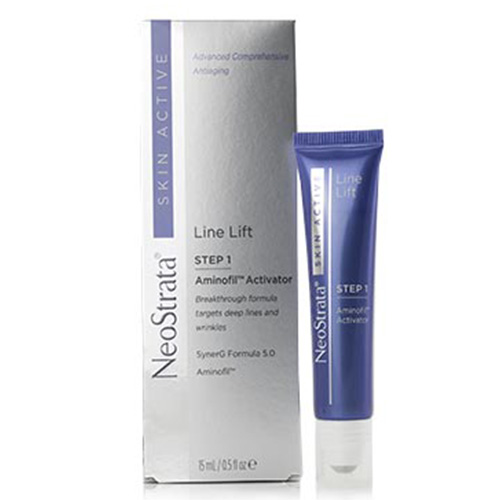 SKIN ACTIVE
NeoStrata®
Advanced Comprehensive
Antiaging
Line Lift
STEP 1
Aminofil™ Activator
Breakthrough formula
targets deep lines and
wrinkles
SynerG Formula 5.0
Aminofil™
15 mL / 0.5 fl oz ℮
SKIN ACTIVE
NeoStrata®
Line
Lift
STEP 1
Aminofil™
Activator